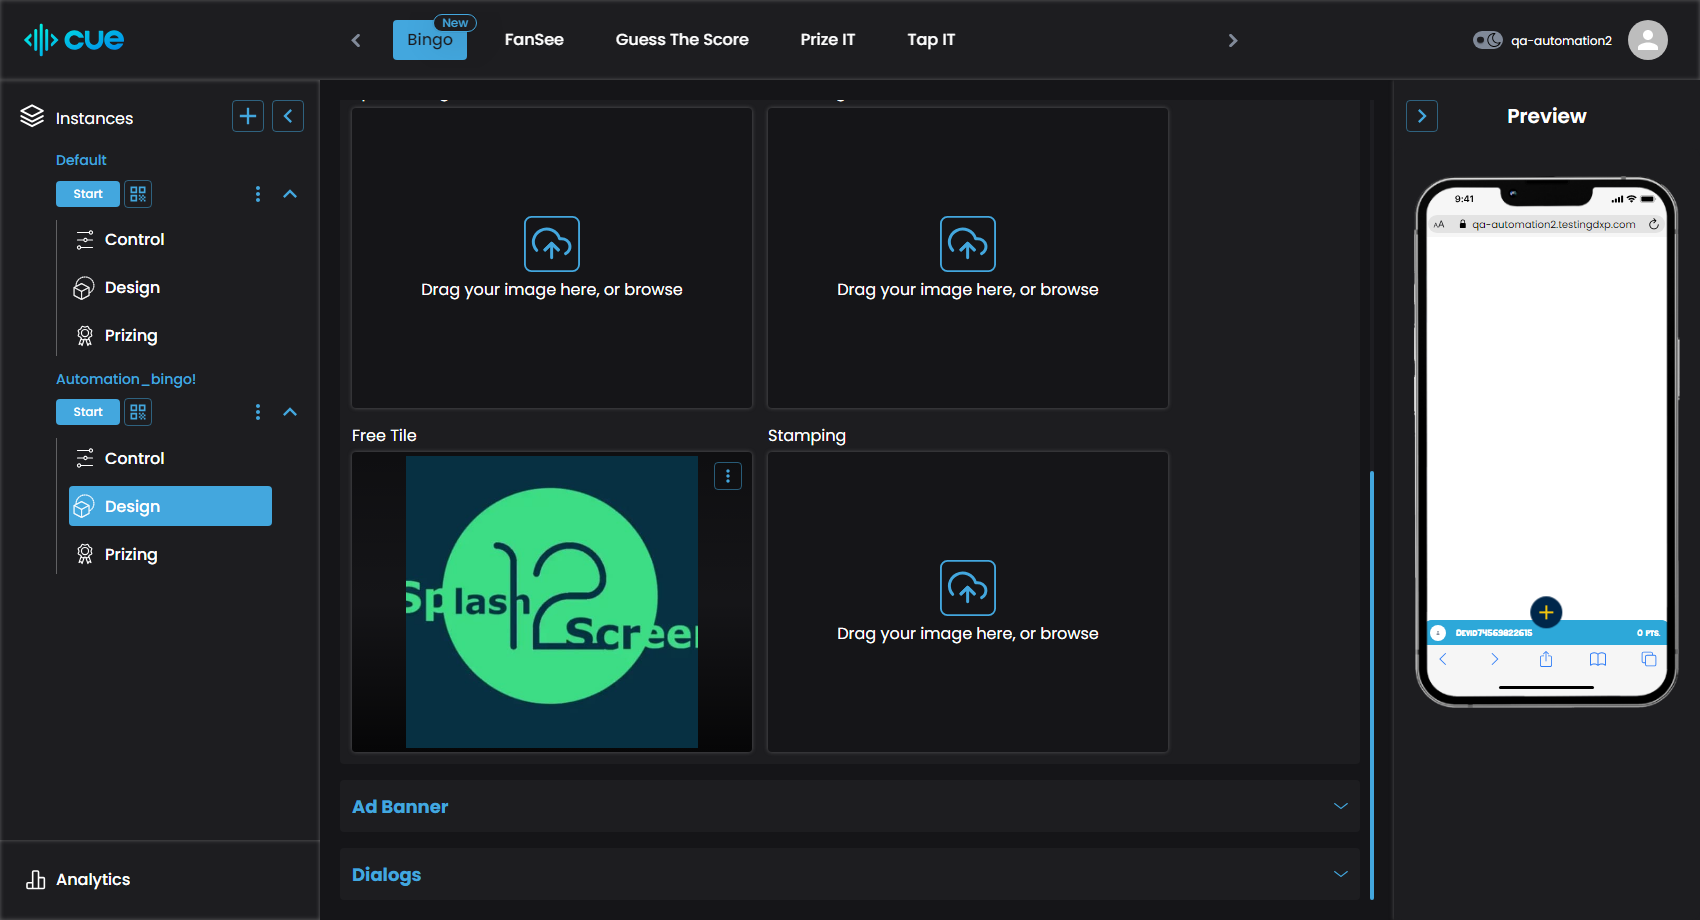 cue
Bingo
New
FanSee
Guess The Score
Prize IT
Tap IT
qa-automation2
Instances
Default
Start
Control
Design
Prizing
Automation_bingo!
Start
Control
Design
Prizing
Analytics
Drag your image here, or browse
Drag your image here, or browse
Free Tile
Stamping
Splash
12
Screen
Drag your image here, or browse
Ad Banner
Dialogs
Preview
9:41
AA
qa-automation2.testingdxp.com
0 PTS.